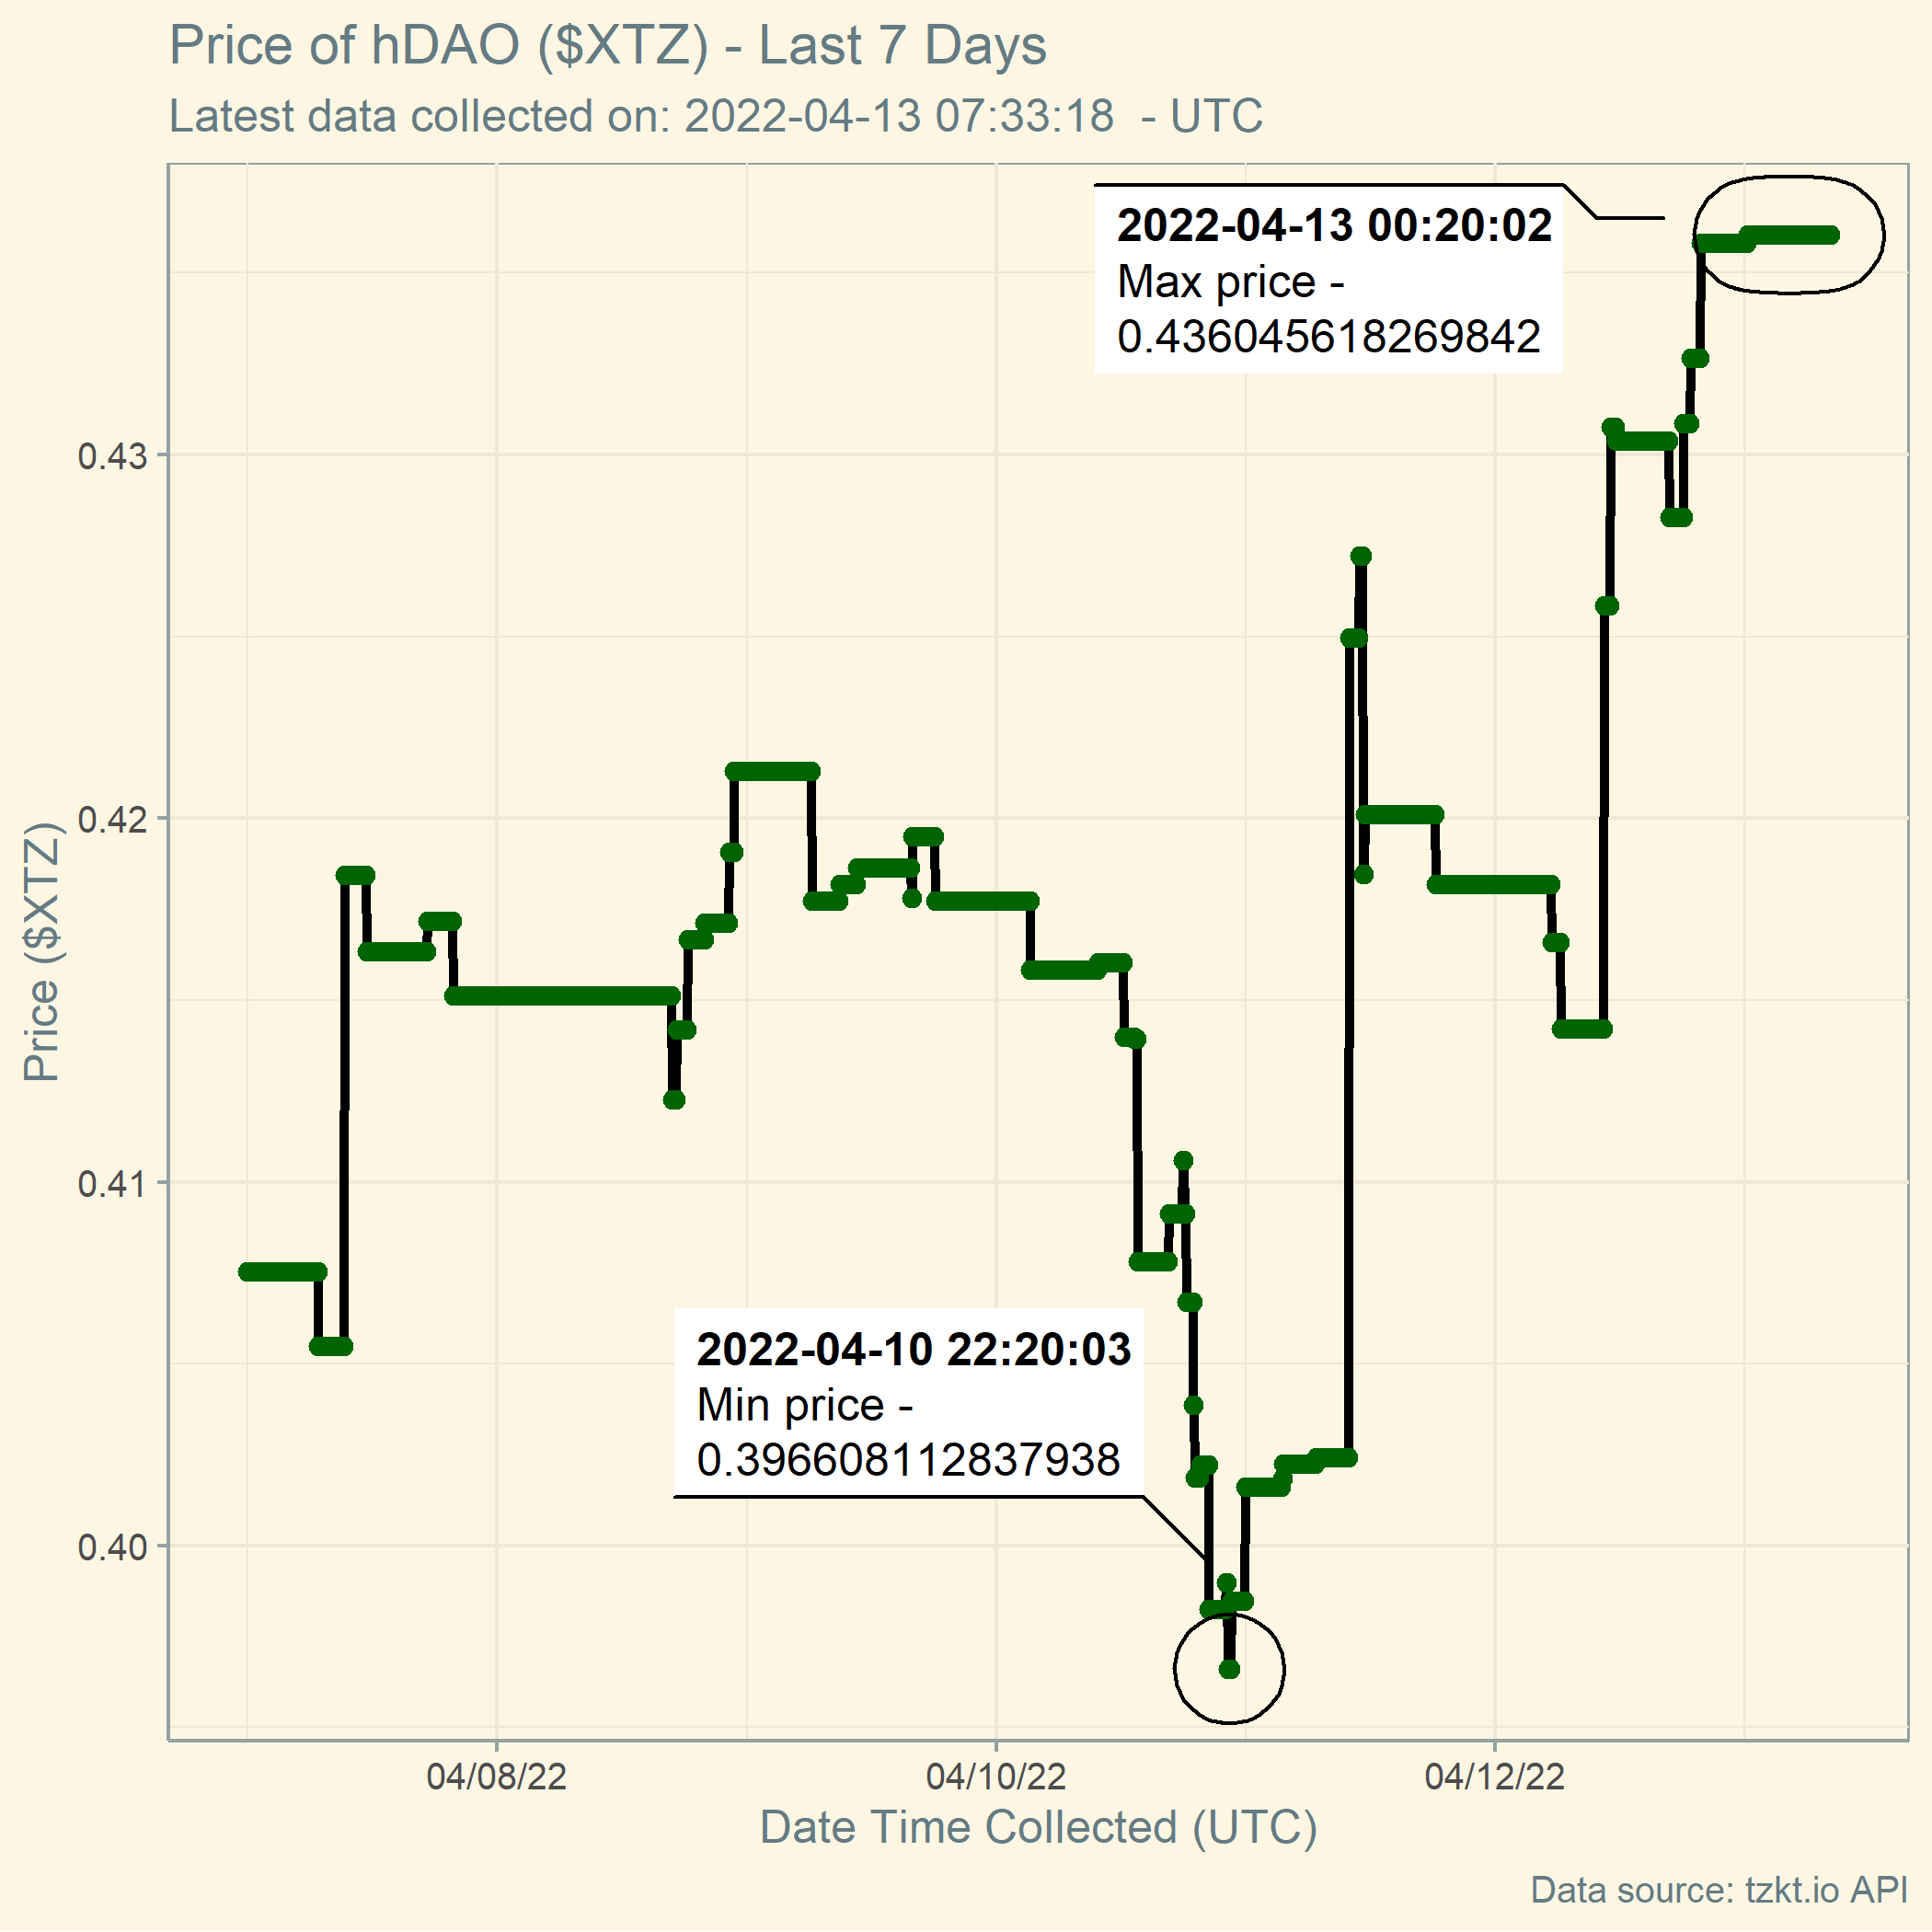 Price of hDAO ($XTZ) - Last 7 Days
Latest data collected on: 2022-04-13 07:33:18  - UTC
2022-04-13 00:20:02
Max price -
0.436045618269842
0.43
0.42
0.41
0.40
Price ($XTZ)
2022-04-10 22:20:03
Min price -
0.396608112837938
04/08/22
04/10/22
04/12/22
Date Time Collected (UTC)
Data source: tzkt.io API